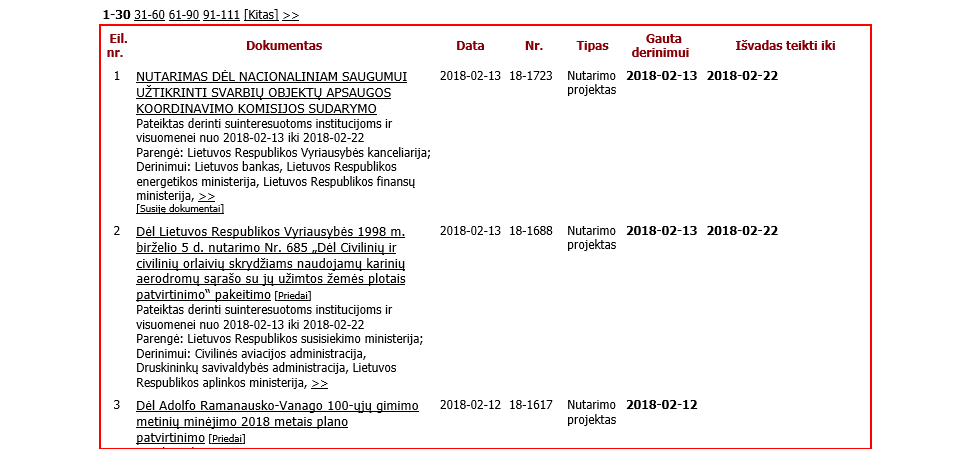 1-30 31-60 61-90 91-111 [Kitas] >>
Eil. nr. Dokumentas Data Nr. Tipas Gauta derinimui Išvadas teikti iki
1 NUTARIMAS DĖL NACIONALINIAM SAUGUMUI 2018-02-13 18-1723 Nutarimo 2018-02-13 2018-02-22
UŽTIKRINTI SVARBIŲ OBJEKTŲ APSAUGOS projektas
KOORDINAVIMO KOMISIJOS SUDARYMO
Pateiktas derinti suinteresuotoms institucijoms ir
visuomenei nuo 2018-02-13 iki 2018-02-22
Parengė: Lietuvos Respublikos Vyriausybės kanceliarija;
Derinimui: Lietuvos bankas, Lietuvos Respublikos
energetikos ministerija, Lietuvos Respublikos finansų
ministerija, >>
[Susiję dokumentai]
2 Dėl Lietuvos Respublikos Vyriausybės 1998 m. 2018-02-13 18-1688 Nutarimo 2018-02-13 2018-02-22
birželio 5 d. nutarimo Nr. 685 „Dėl Civilinių ir projektas
civilinių orlaivių skrydžiams naudojamų karinių
aerodromų sąrašo su jų užimtos žemės plotais
patvirtinimo“ pakeitimo [Priedai]
Pateiktas derinti suinteresuotoms institucijoms ir
visuomenei nuo 2018-02-13 iki 2018-02-22
Parengė: Lietuvos Respublikos susisiekimo ministerija;
Derinimui: Civilinės aviacijos administracija,
Druskininkų savivaldybės administracija, Lietuvos
Respublikos aplinkos ministerija, >>
3 Dėl Adolfo Ramanausko-Vanago 100-ųjų gimimo 2018-02-12 18-1617 Nutarimo 2018-02-12
metinių minėjimo 2018 metais plano projektas
patvirtinimo [Priedai]